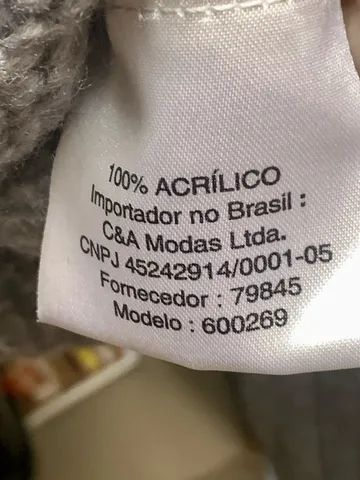 100% ACRÍLICO
Importador no Brasil :
C&A Modas Ltda.
CNPJ 45242914/0001-05
Fornecedor : 79845
Modelo : 600269